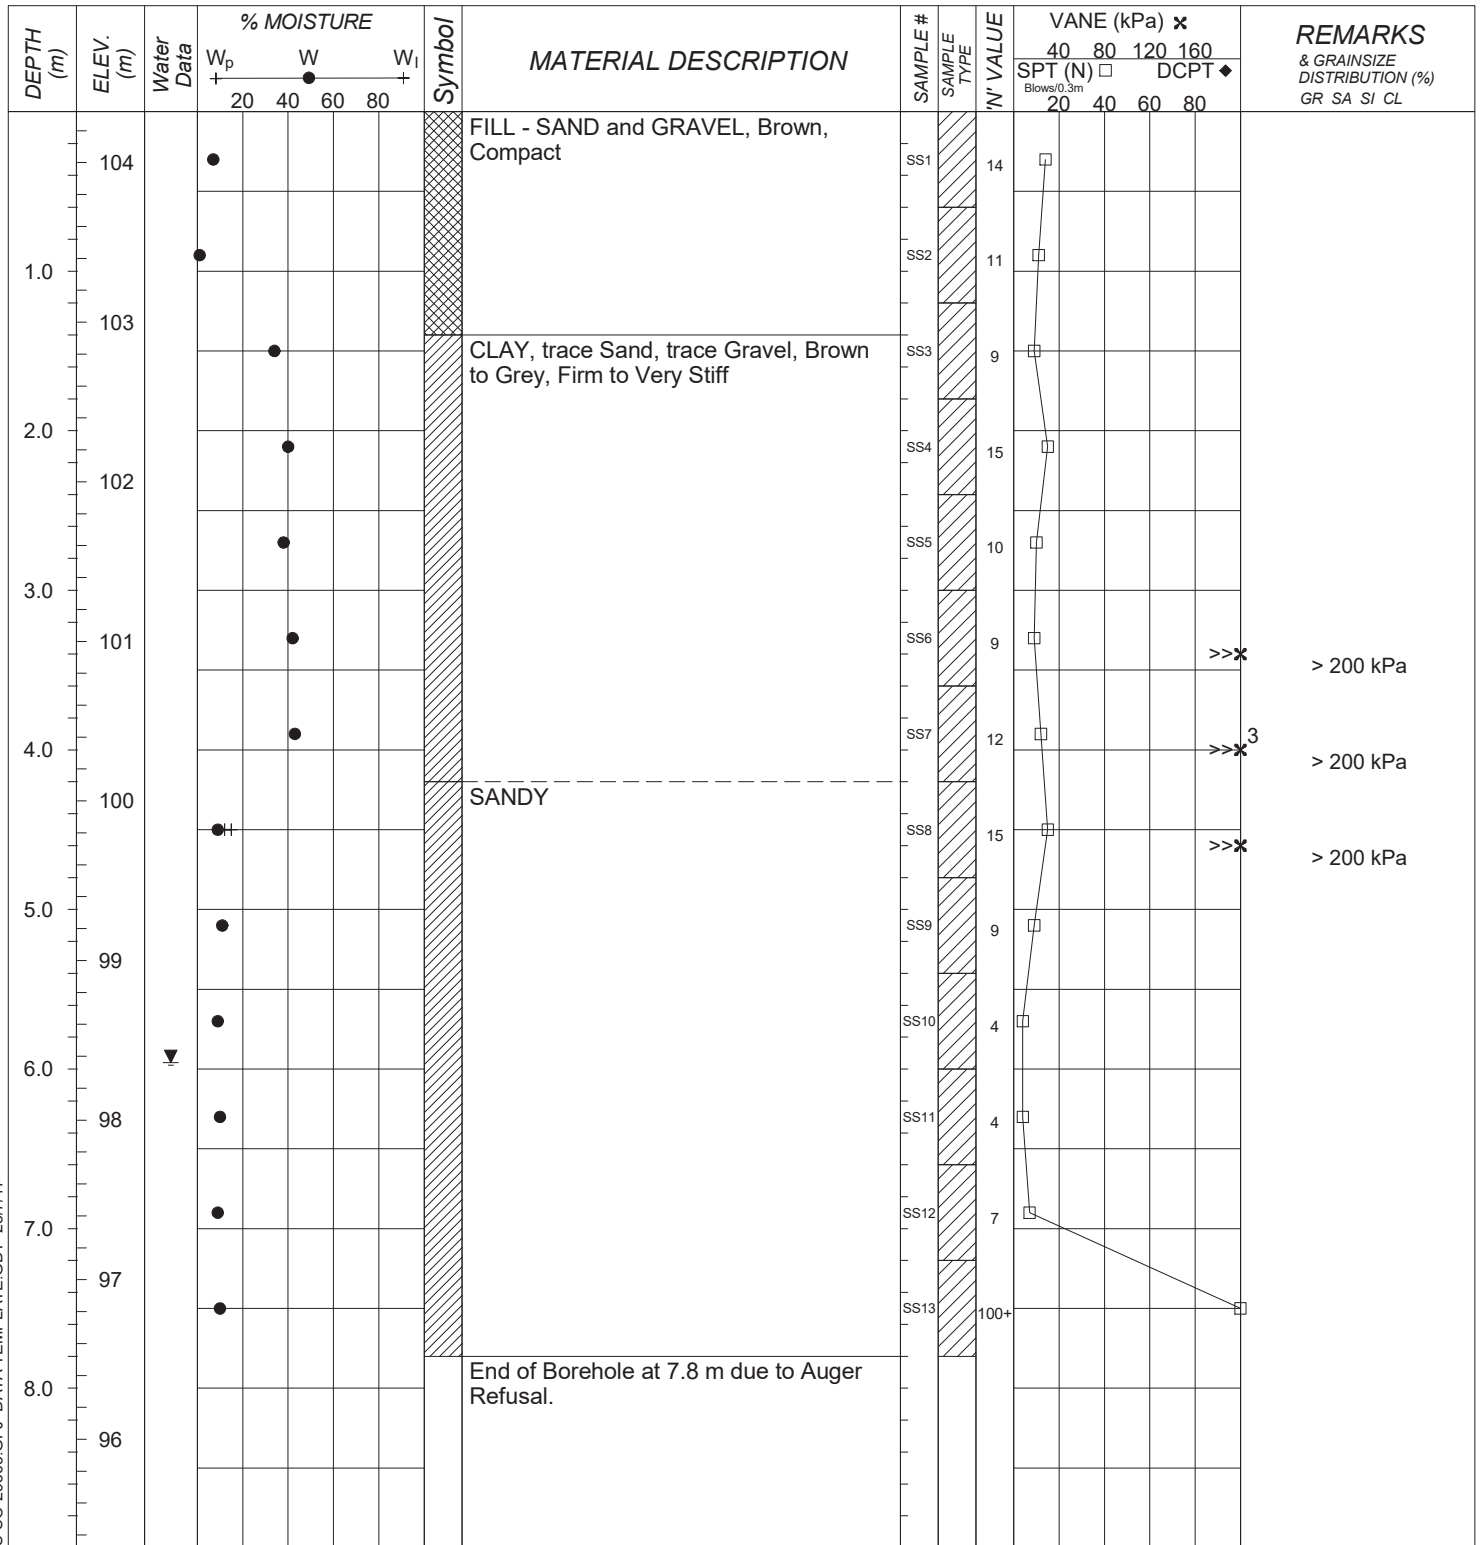 DEPTH (m)
ELEV. (m)
Water Data
% MOISTURE
Wp W Wl
20 40 60 80
Symbol
MATERIAL DESCRIPTION
SAMPLE #
SAMPLE TYPE
'N' VALUE
VANE (kPa)
40 80 120 160
SPT (N) DCPT
Blows/0.3m
20 40 60 80
REMARKS
& GRAINSIZE
DISTRIBUTION (%)
GR SA SI CL
FILL - SAND and GRAVEL, Brown,
Compact
104 SS1 14
SS2 11
1.0
103
CLAY, trace Sand, trace Gravel, Brown
to Grey, Firm to Very Stiff
SS3 9
2.0
SS4 15
102
SS5 10
3.0
101 SS6 9
>> > 200 kPa
SS7 12 3
4.0
>> > 200 kPa
SANDY
100
SS8 15
>> > 200 kPa
5.0
SS9 9
99
SS10 4
6.0
98 SS11 4
SS12 7
7.0
97
SS13 100+
End of Borehole at 7.8 m due to Auger
Refusal.
8.0
96